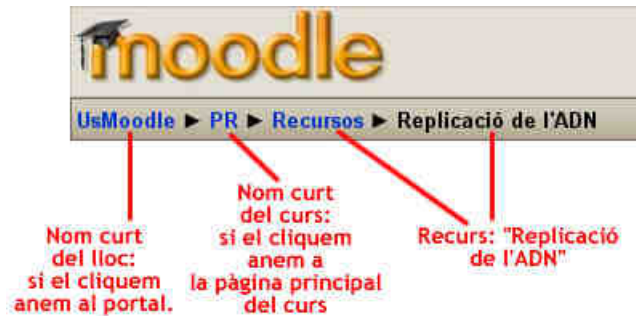 moodle
UsMoodle ► PR ► Recursos ► Replicació de l'ADN
Nom curt
del lloc:
si el cliquem
anem al portal.
Nom curt
del curs:
si el cliquem
anem a
la pàgina principal
del curs
Recurs: "Replicació
de l'ADN"